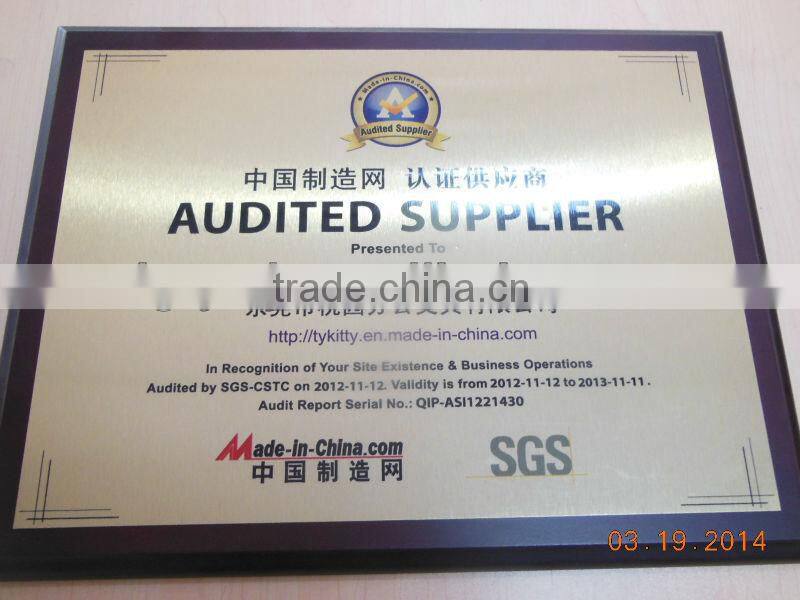 Made-in-China.com
A
Audited Supplier
中国制造网 认证供应商
AUDITED SUPPLIER
Presented To
trade.china.cn
http://tykitty.en.made-in-china.com
In Recognition of Your Site Existence & Business Operations
Audited by SGS-CSTC on 2012-11-12. Validity is from 2012-11-12 to 2013-11-11.
Audit Report Serial No.: QIP-ASI1221430
Made-in-China.com
中国制造网
SGS
03.19.2014